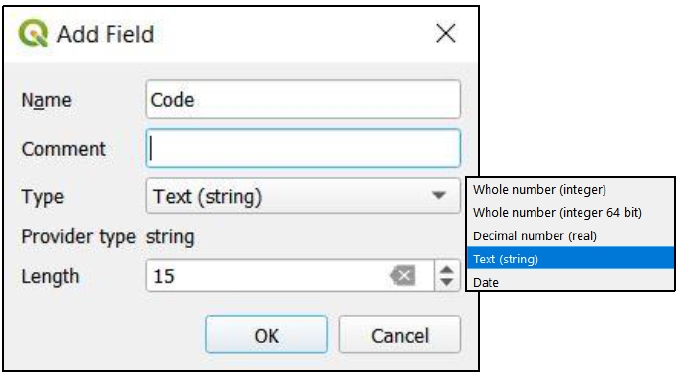 Add Field
Name Code
Comment
Type Text (string)
Provider type string
Length 15
OK Cancel
Whole number (integer)
Whole number (integer 64 bit)
Decimal number (real)
Text (string)
Date